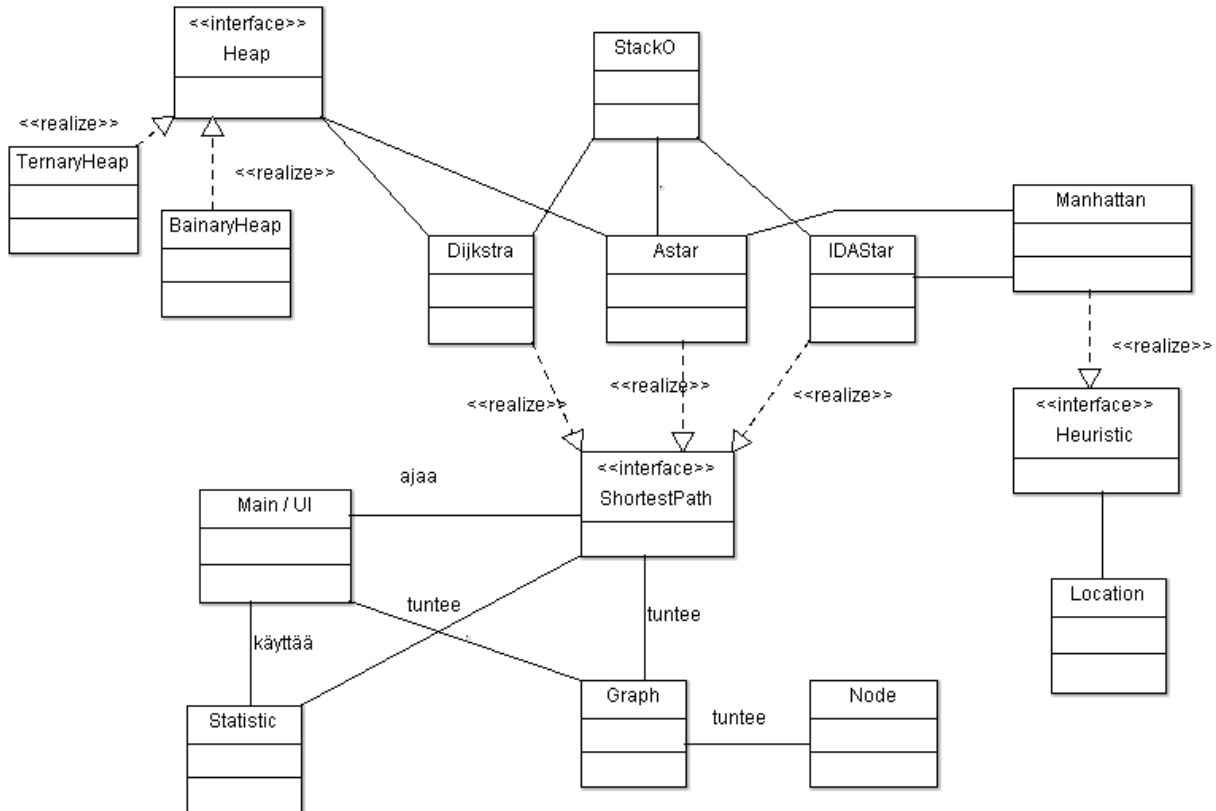 <<interface>>
Heap
StackO
<<realize>>
TernaryHeap
<<realize>>
BainaryHeap
Manhattan
Dijkstra
Astar
IDAStar
<<realize>>
<<realize>>
<<realize>>
<<realize>>
<<interface>>
Heuristic
<<interface>>
ShortestPath
ajaa
Main / UI
Location
tuntee
tuntee
käyttää
Graph
Node
tuntee
Statistic